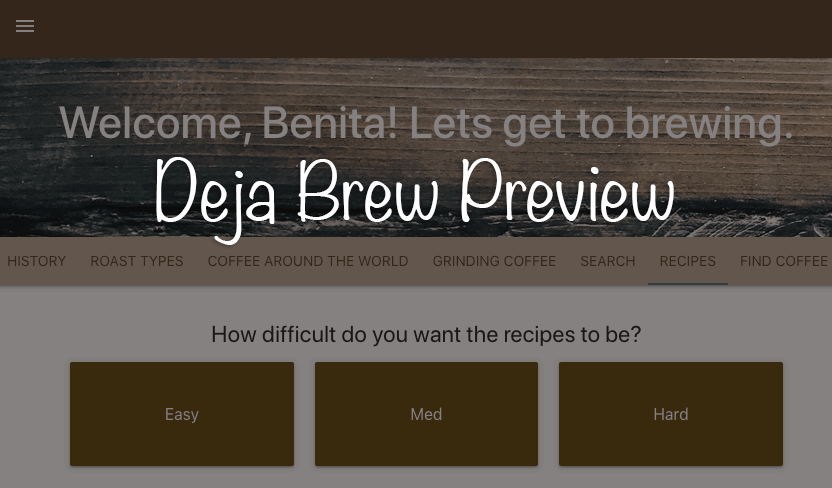 Welcome, Benita! Lets get to brewing.
Deja Brew Preview
HISTORY ROAST TYPES COFFEE AROUND THE WORLD GRINDING COFFEE SEARCH RECIPES FIND COFFEE
How difficult do you want the recipes to be?
Easy Med Hard